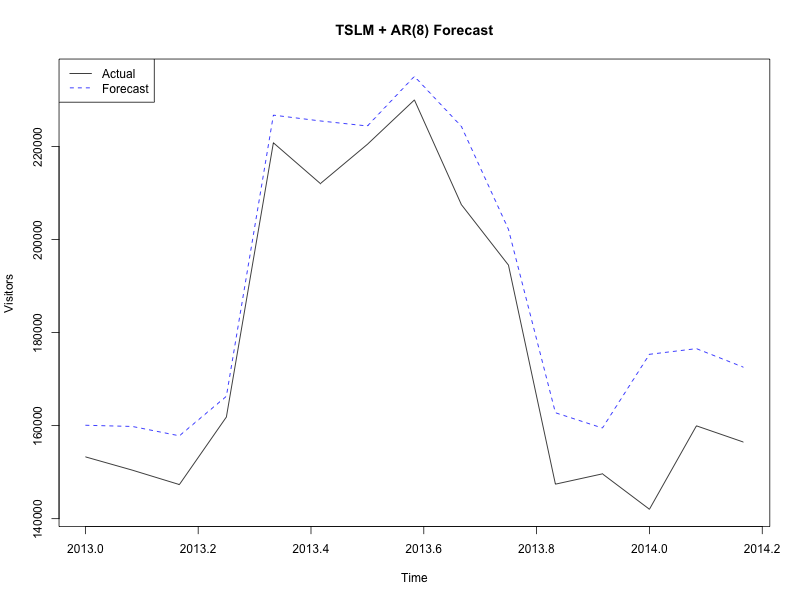 TSLM + AR(8) Forecast
Actual
Forecast
Visitors
220000
200000
180000
160000
140000
2013.0 2013.2 2013.4 2013.6 2013.8 2014.0 2014.2
Time